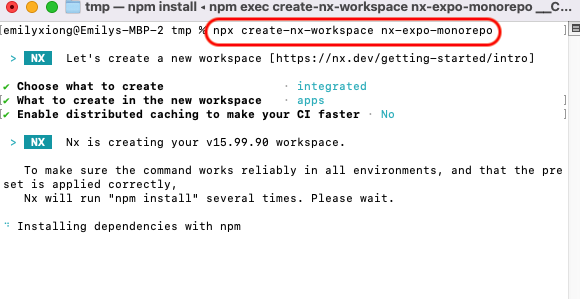 tmp — npm install ◂ npm exec create-nx-workspace nx-expo-monorepo __C...
[emilyxiong@Emilys-MBP-2 tmp % npx create-nx-workspace nx-expo-monorepo ]
> NX Let's create a new workspace [https://nx.dev/getting-started/intro]
[✔ Choose what to create · integrated ]
[✔ What to create in the new workspace · apps ]
[✔ Enable distributed caching to make your CI faster · No ]
> NX Nx is creating your v15.99.90 workspace.
To make sure the command works reliably in all environments, and that the pre
set is applied correctly,
Nx will run "npm install" several times. Please wait.
Installing dependencies with npm